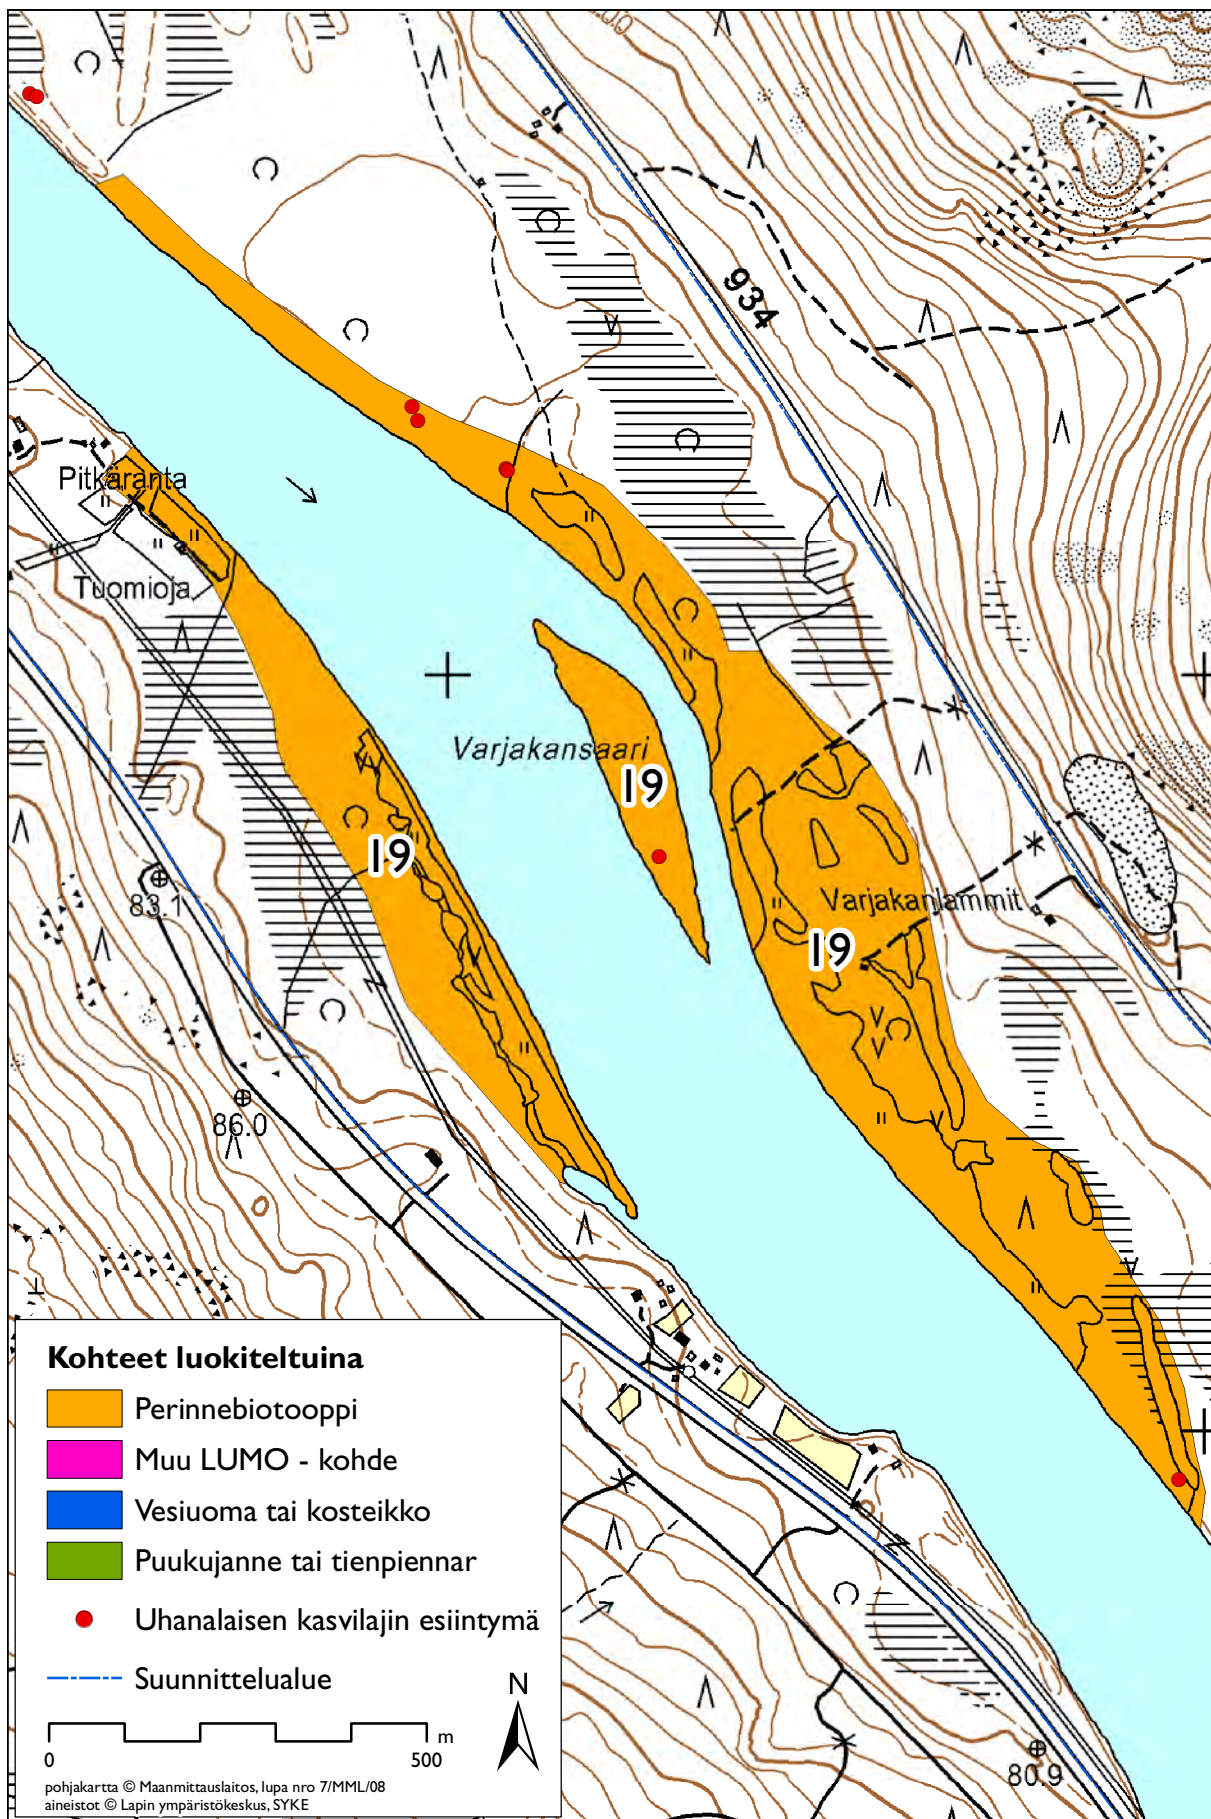 934
Pitkäranta
Tuomioja
Varjakansaari
19
19
83.1
Varjakanlammit
19
86.0
Kohteet luokiteltuina
Perinnebiotooppi
Muu LUMO - kohde
Vesiuoma tai kosteikko
Puukujanne tai tienpiennar
Uhanalaisen kasvilajin esiintymä
Suunnittelualue
N
m
0 500
pohjakartta © Maanmittauslaitos, lupa nro 7/MML/08
aineistot © Lapin ympäristökeskus, SYKE
80.9